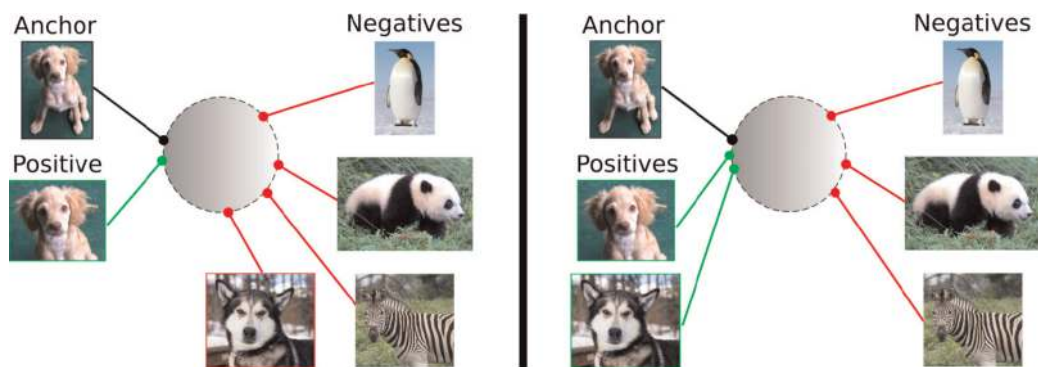 Anchor
Negatives
Positive
Anchor
Negatives
Positives